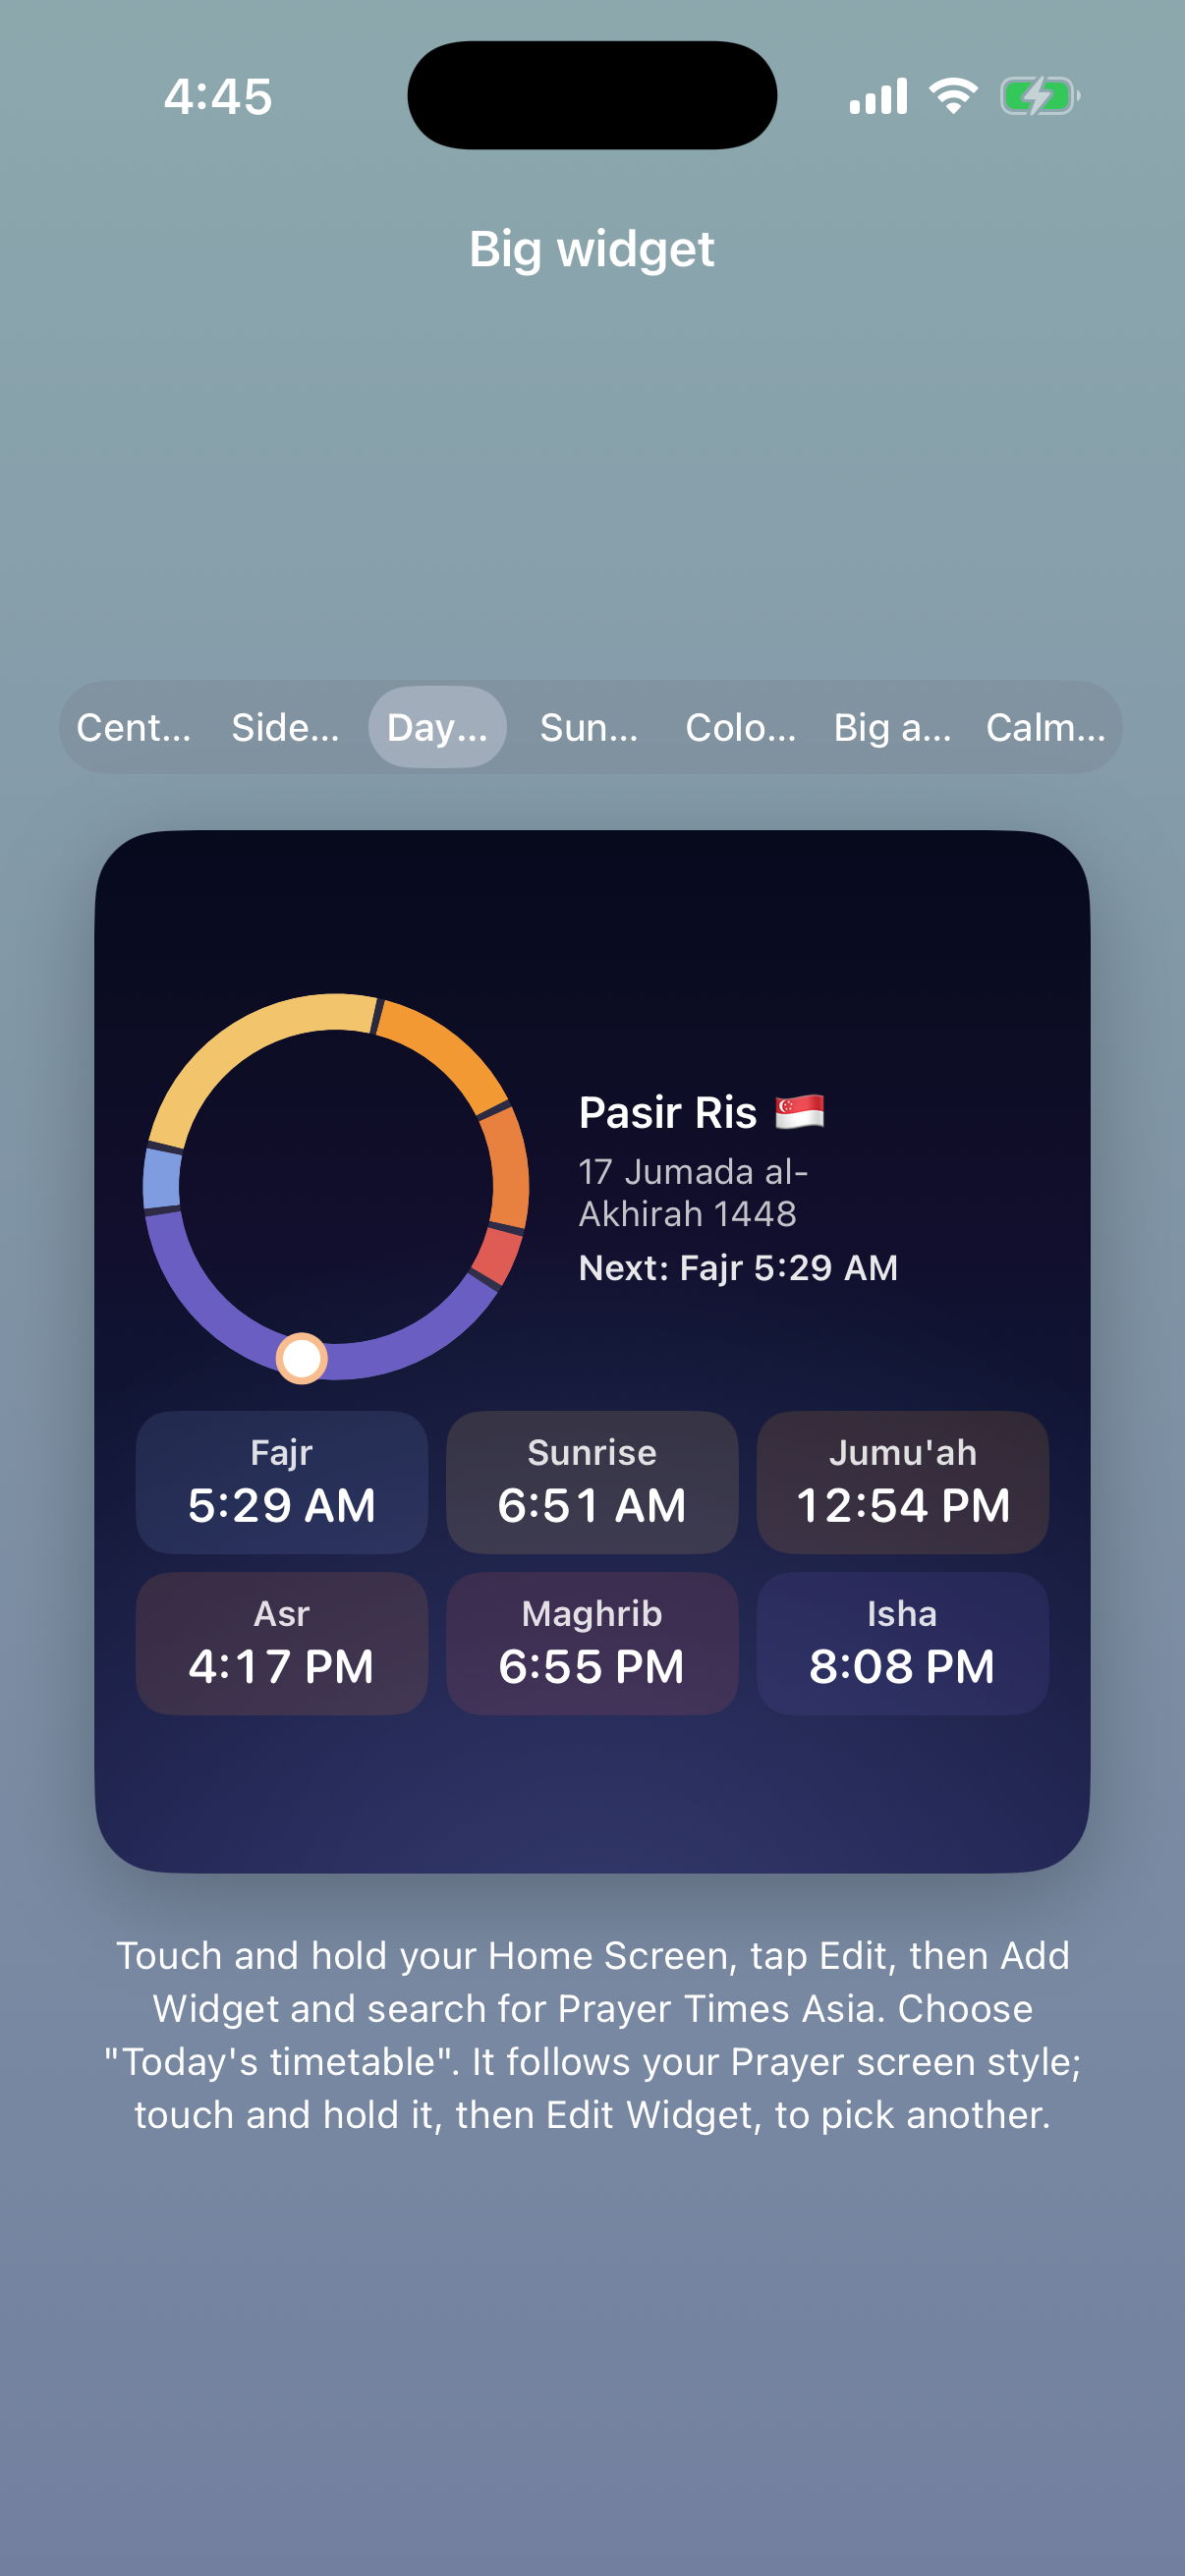 4:45
Big widget
Cent... Side... Day... Sun... Colo... Big a... Calm...
Pasir Ris 🇸🇬
17 Jumada al-
Akhirah 1448
Next: Fajr 5:29 AM
Fajr Sunrise Jumu'ah
5:29 AM 6:51 AM 12:54 PM
Asr Maghrib Isha
4:17 PM 6:55 PM 8:08 PM
Touch and hold your Home Screen, tap Edit, then Add
Widget and search for Prayer Times Asia. Choose
"Today's timetable". It follows your Prayer screen style;
touch and hold it, then Edit Widget, to pick another.